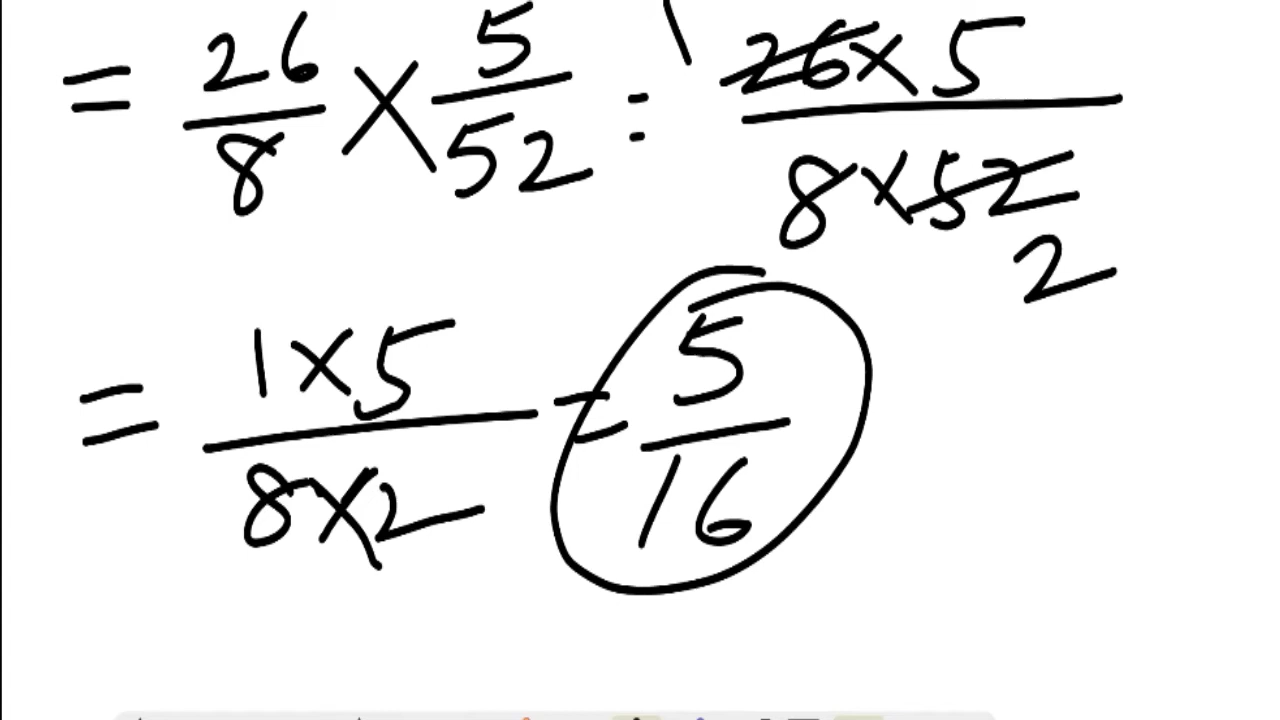 = 26/8 × 5/52 = 1 26×5 / 8×52 2
= 1×5 / 8×2 = 5/16